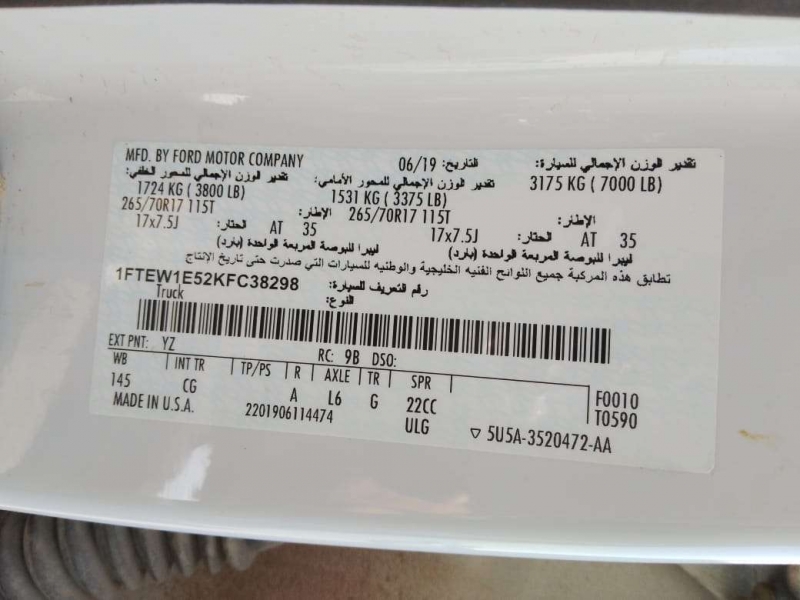 MFD. BY FORD MOTOR COMPANY 06/19 التاريخ: تقدير الوزن الإجمالي للسيارة:
تقدير الوزن الإجمالي للمحور الخلفي: تقدير الوزن الإجمالي للمحور الأمامي: 3175 KG ( 7000 LB)
1724 KG ( 3800 LB) 1531 KG ( 3375 LB)
265/70R17 115T الإطار: 265/70R17 115T الإطار:
17x7.5J الحتار: AT 35 17x7.5J الحتار: AT 35
ليبرا للبوصة المربعة الواحدة (بارد) ليبرا للبوصة المربعة الواحدة (بارد)
تطابق هذه المركبة جميع اللوائح الفنيه الخليجية والوطنيه للسيارات التي صدرت حتى تاريخ الإنتاج
1FTEW1E52KFC38298 رقم التعريف للسيارة:
Truck النوع:
EXT PNT: YZ RC: 9B DSO:
WB INT TR TP/PS R AXLE TR SPR
145 CG A L6 G 22CC F0010
MADE IN U.S.A. 2201906114474 ULG T0590
▽ 5U5A-3520472-AA